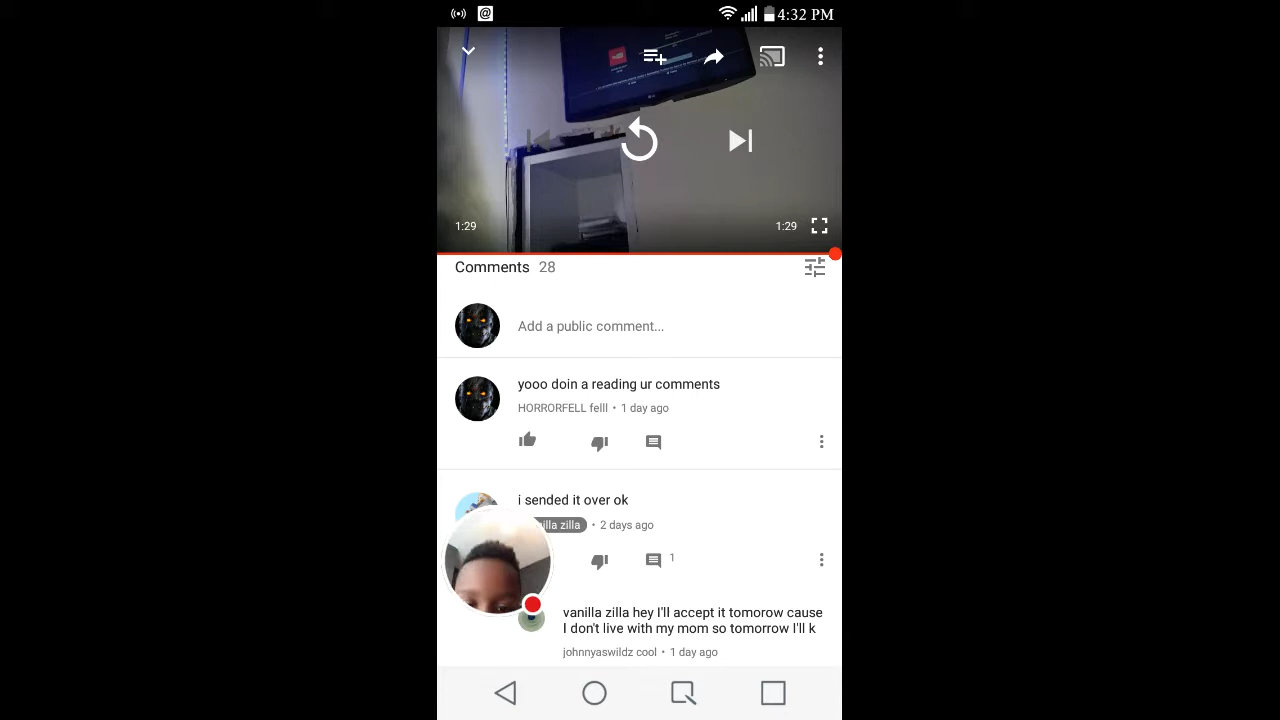 4:32 PM
1:29
1:29
Comments 28
Add a public comment...
yooo doin a reading ur comments
HORRORFELL felll • 1 day ago
i sended it over ok
illa zilla • 2 days ago
1
vanilla zilla hey I'll accept it tomorow cause
I don't live with my mom so tomorrow I'll k
johnnyaswildz cool • 1 day ago